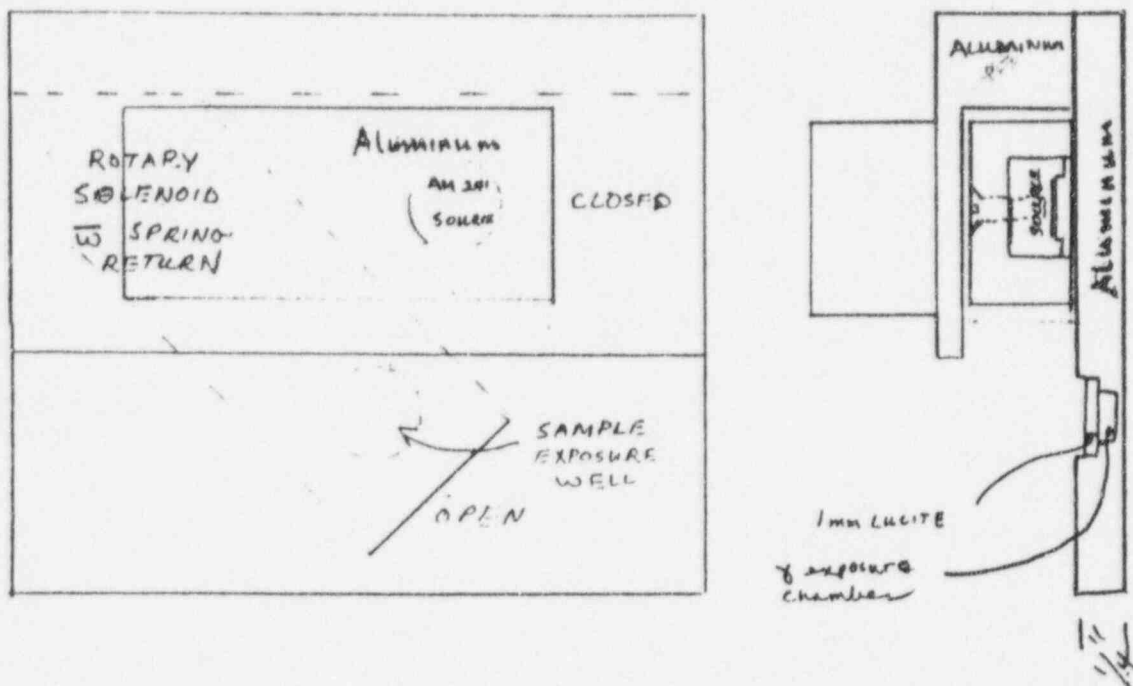 ROTARY
SOLENOID
W̅ SPRING
RETURN
Aluminum
AM 241
SOURCE
CLOSED
SAMPLE
EXPOSURE
WELL
OPEN
ALUMINUM
SOURCE
ALUMINUM
1mm LUCITE
γ exposure
chamber
1/4"